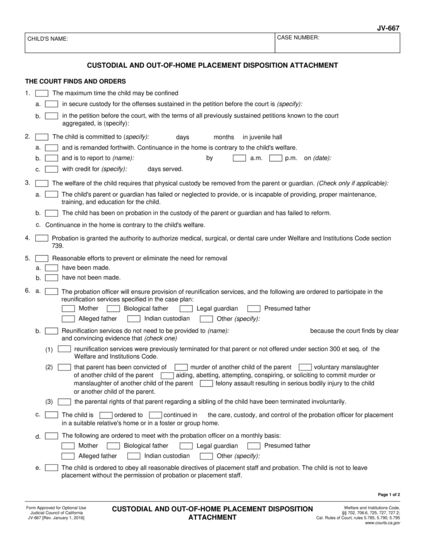 JV-667
CHILD'S NAME:
CASE NUMBER:
CUSTODIAL AND OUT-OF-HOME PLACEMENT DISPOSITION ATTACHMENT
THE COURT FINDS AND ORDERS
1. The maximum time the child may be confined
a. in secure custody for the offenses sustained in the petition before the court is (specify):
b. in the petition before the court, with the terms of all previously sustained petitions known to the court
aggregated, is (specify):
2. The child is committed to (specify): days months in juvenile hall
a. and is remanded forthwith. Continuance in the home is contrary to the child's welfare.
b. and is to report to (name): by a.m. p.m. on (date):
c. with credit for (specify): days served.
3. The welfare of the child requires that physical custody be removed from the parent or guardian. (Check only if applicable):
a. The child's parent or guardian has failed or neglected to provide, or is incapable of providing, proper maintenance,
training, and education for the child.
b. The child has been on probation in the custody of the parent or guardian and has failed to reform.
c. Continuance in the home is contrary to the child's welfare.
4. Probation is granted the authority to authorize medical, surgical, or dental care under Welfare and Institutions Code section
739.
5. Reasonable efforts to prevent or eliminate the need for removal
a. have been made.
b. have not been made.
6. a. The probation officer will ensure provision of reunification services, and the following are ordered to participate in the
reunification services specified in the case plan:
Mother Biological father Legal guardian Presumed father
Alleged father Indian custodian Other (specify):
b. Reunification services do not need to be provided to (name): because the court finds by clear
and convincing evidence that (check one)
(1) reunification services were previously terminated for that parent or not offered under section 300 et seq. of the
Welfare and Institutions Code.
(2) that parent has been convicted of murder of another child of the parent voluntary manslaughter
of another child of the parent aiding, abetting, attempting, conspiring, or soliciting to commit murder or
manslaughter of another child of the parent felony assault resulting in serious bodily injury to the child
or another child of the parent.
(3) the parental rights of that parent regarding a sibling of the child have been terminated involuntarily.
c. The child is ordered to continued in the care, custody, and control of the probation officer for placement
in a suitable relative's home or in a foster or group home.
d. The following are ordered to meet with the probation officer on a monthly basis:
Mother Biological father Legal guardian Presumed father
Alleged father Indian custodian Other (specify):
e. The child is ordered to obey all reasonable directives of placement staff and probation. The child is not to leave
placement without the permission of probation or placement staff.
Page 1 of 2
Form Approved for Optional Use
Judicial Council of California
JV-667 [Rev. January 1, 2016]
CUSTODIAL AND OUT-OF-HOME PLACEMENT DISPOSITION
ATTACHMENT
Welfare and Institutions Code,
§§ 702, 706.6, 725, 727, 727.2;
Cal. Rules of Court, rules 5.785, 5.790, 5.795
www.courts.ca.gov